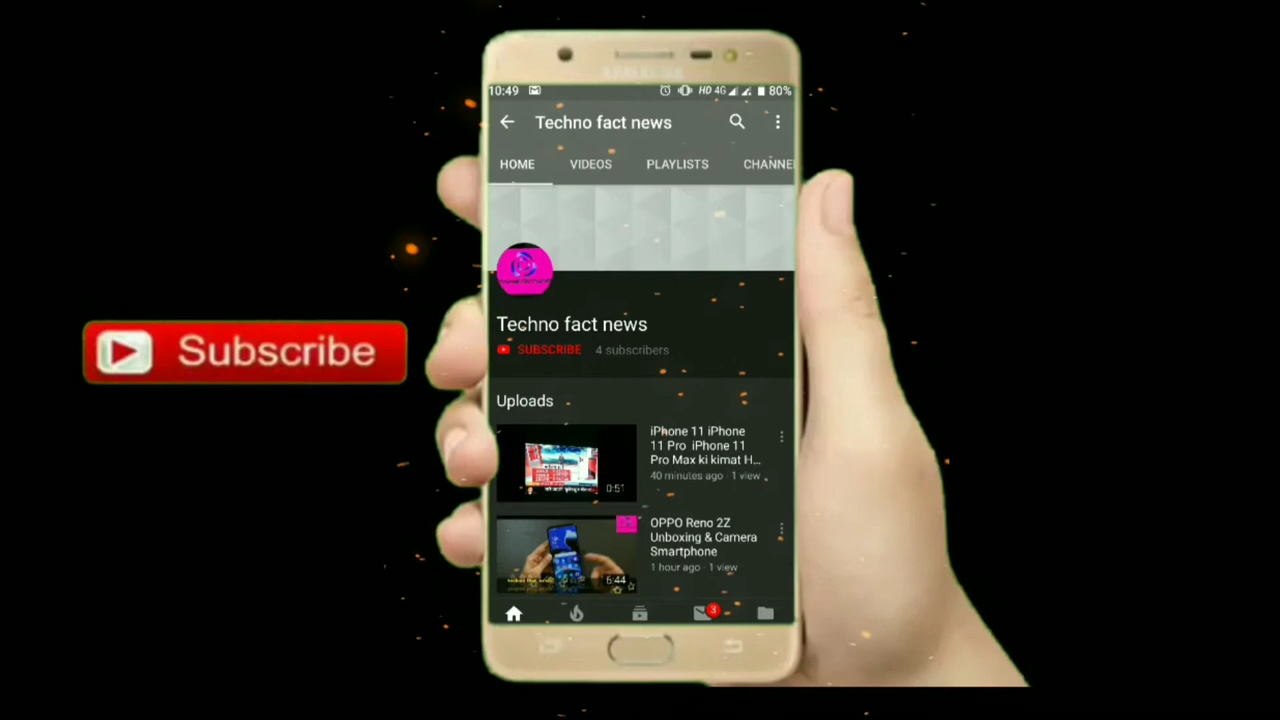 SAMSUNG
10:49 HD 4G 80%
Techno fact news
HOME VIDEOS PLAYLISTS CHANNE
Techno fact news
SUBSCRIBE 4 subscribers
Subscribe
Uploads
iPhone 11 iPhone
11 Pro iPhone 11
Pro Max ki kimat H...
40 minutes ago · 1 view
0:51
OPPO Reno 2Z
Unboxing & Camera
Smartphone
1 hour ago · 1 view
6:44
3